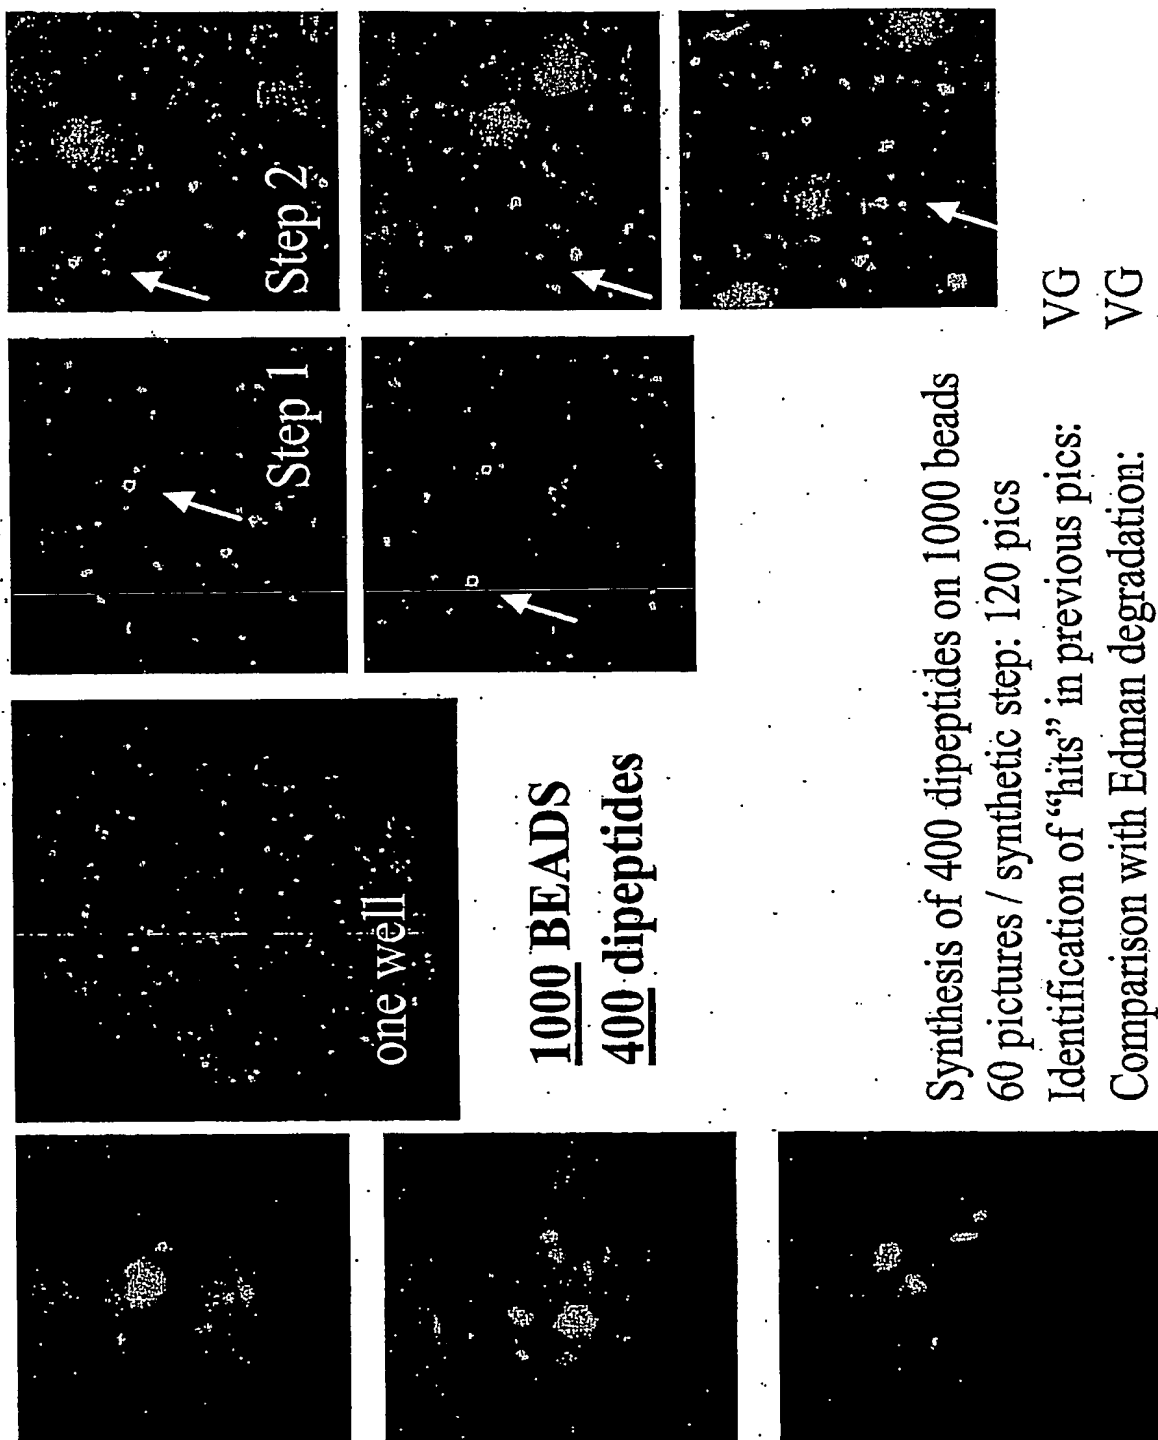 one well
Step 1
Step 2
1000 BEADS
400 dipeptides
Synthesis of 400 dipeptides on 1000 beads
60 pictures / synthetic step: 120 pics
Identification of “hits” in previous pics: VG
Comparison with Edman degradation: VG